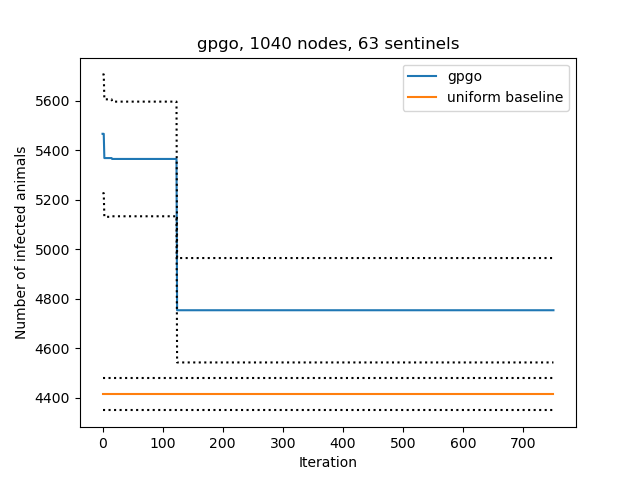 gpgo, 1040 nodes, 63 sentinels
gpgo
uniform baseline
Number of infected animals
5600
5400
5200
5000
4800
4600
4400
0 100 200 300 400 500 600 700
Iteration